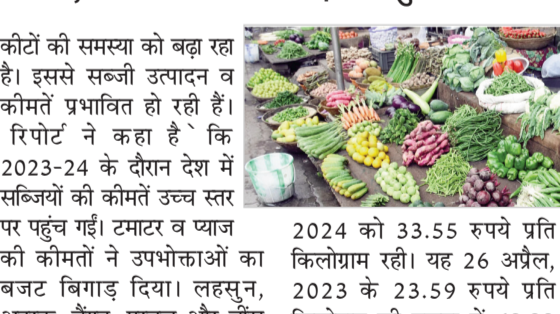 कीटों की समस्या को बढ़ा रहा
है। इससे सब्जी उत्पादन व
कीमतें प्रभावित हो रही हैं।
रिपोर्ट ने कहा है कि
2023-24 के दौरान देश में
सब्जियों की कीमतें उच्च स्तर
पर पहुंच गईं। टमाटर व प्याज
की कीमतों ने उपभोक्ताओं का
बजट बिगाड़ दिया। लहसुन,
2024 को 33.55 रुपये प्रति
किलोग्राम रही। यह 26 अप्रैल,
2023 के 23.59 रुपये प्रति